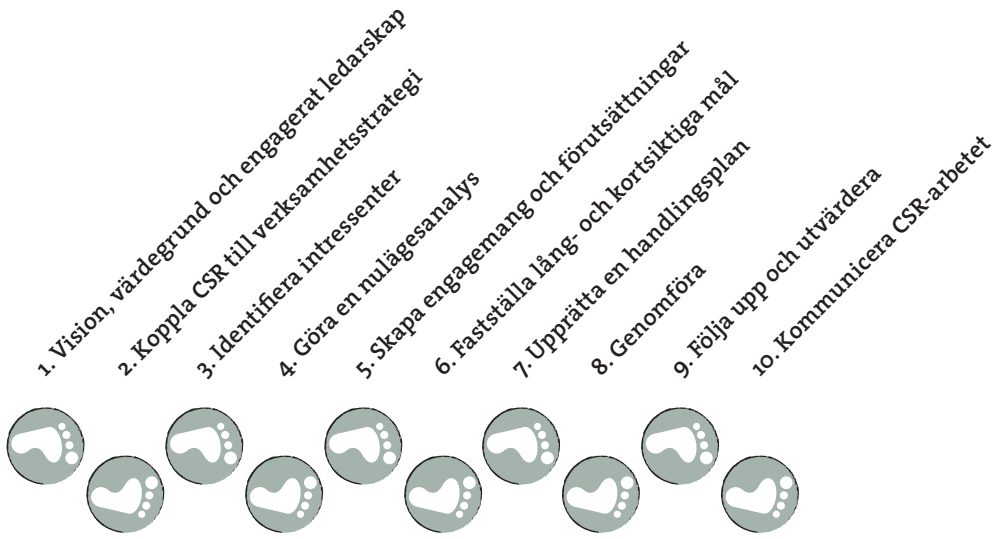 1. Vision, värdegrund och engagerat ledarskap
2. Koppla CSR till verksamhetsstrategi
3. Identifiera intressenter
4. Göra en nulägesanalys
5. Skapa engagemang och förutsättningar
6. Fastställa lång- och kortsiktiga mål
7. Upprätta en handlingsplan
8. Genomföra
9. Följa upp och utvärdera
10. Kommunicera CSR-arbetet